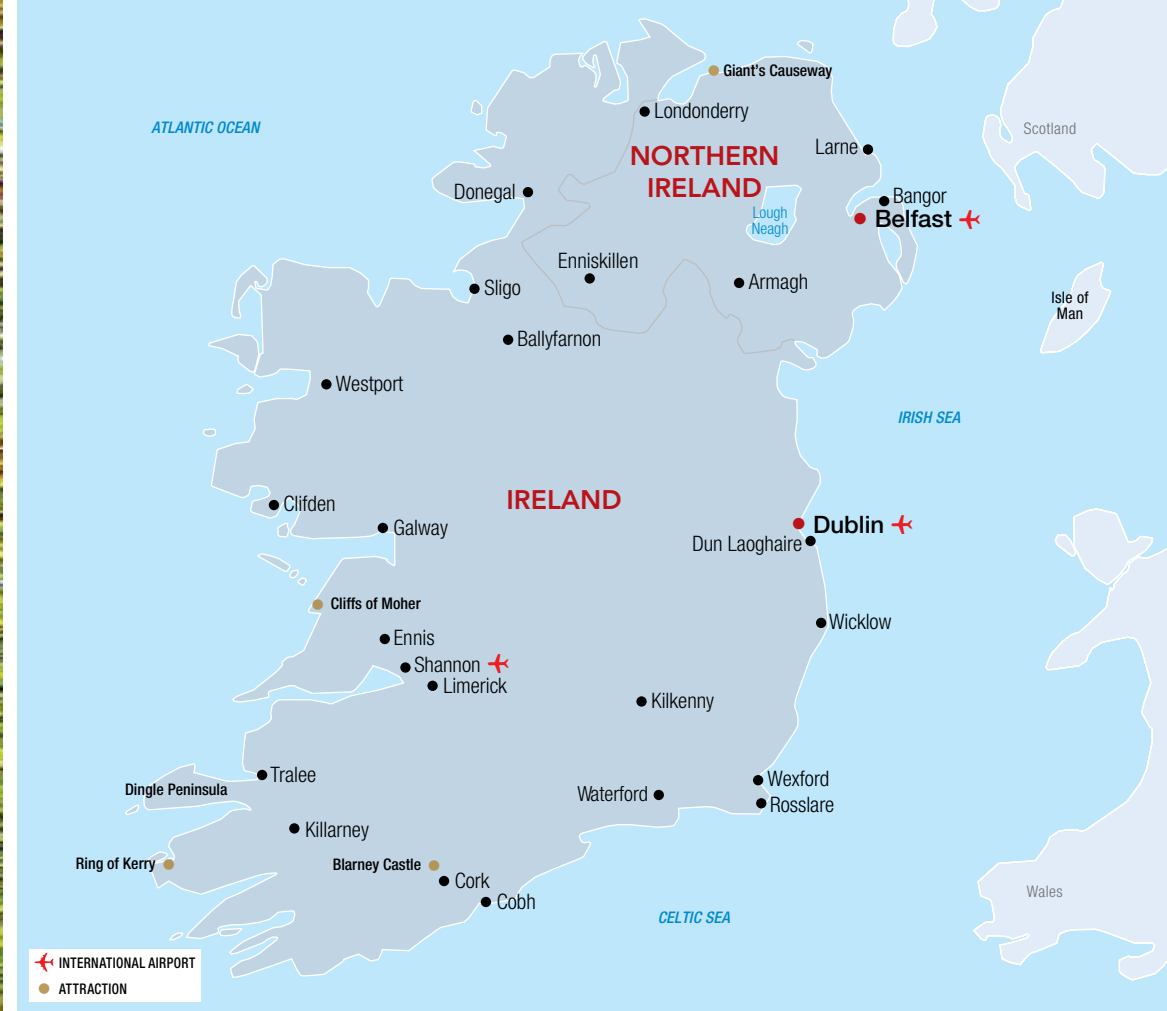 Giant's Causeway
Londonderry
ATLANTIC OCEAN
Scotland
Larne
NORTHERN
IRELAND
Donegal
Bangor
Lough
Neagh
Belfast
Enniskillen
Armagh
Sligo
Isle of
Man
Ballyfarnon
Westport
IRISH SEA
IRELAND
Clifden
Galway
Dublin
Dun Laoghaire
Cliffs of Moher
Wicklow
Ennis
Shannon
Limerick
Kilkenny
Tralee
Wexford
Dingle Peninsula
Waterford
Rosslare
Killarney
Ring of Kerry
Blarney Castle
Cork
Wales
Cobh
CELTIC SEA
INTERNATIONAL AIRPORT
ATTRACTION